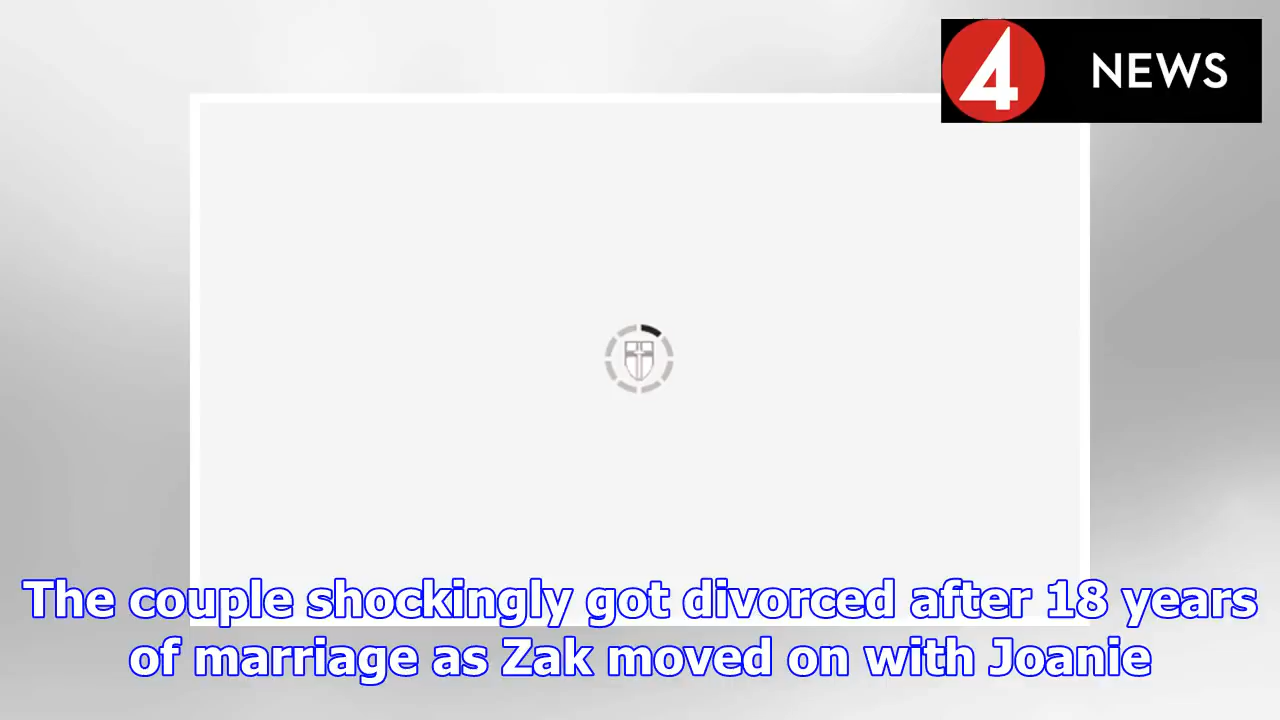 4 NEWS
The couple shockingly got divorced after 18 years
of marriage as Zak moved on with Joanie